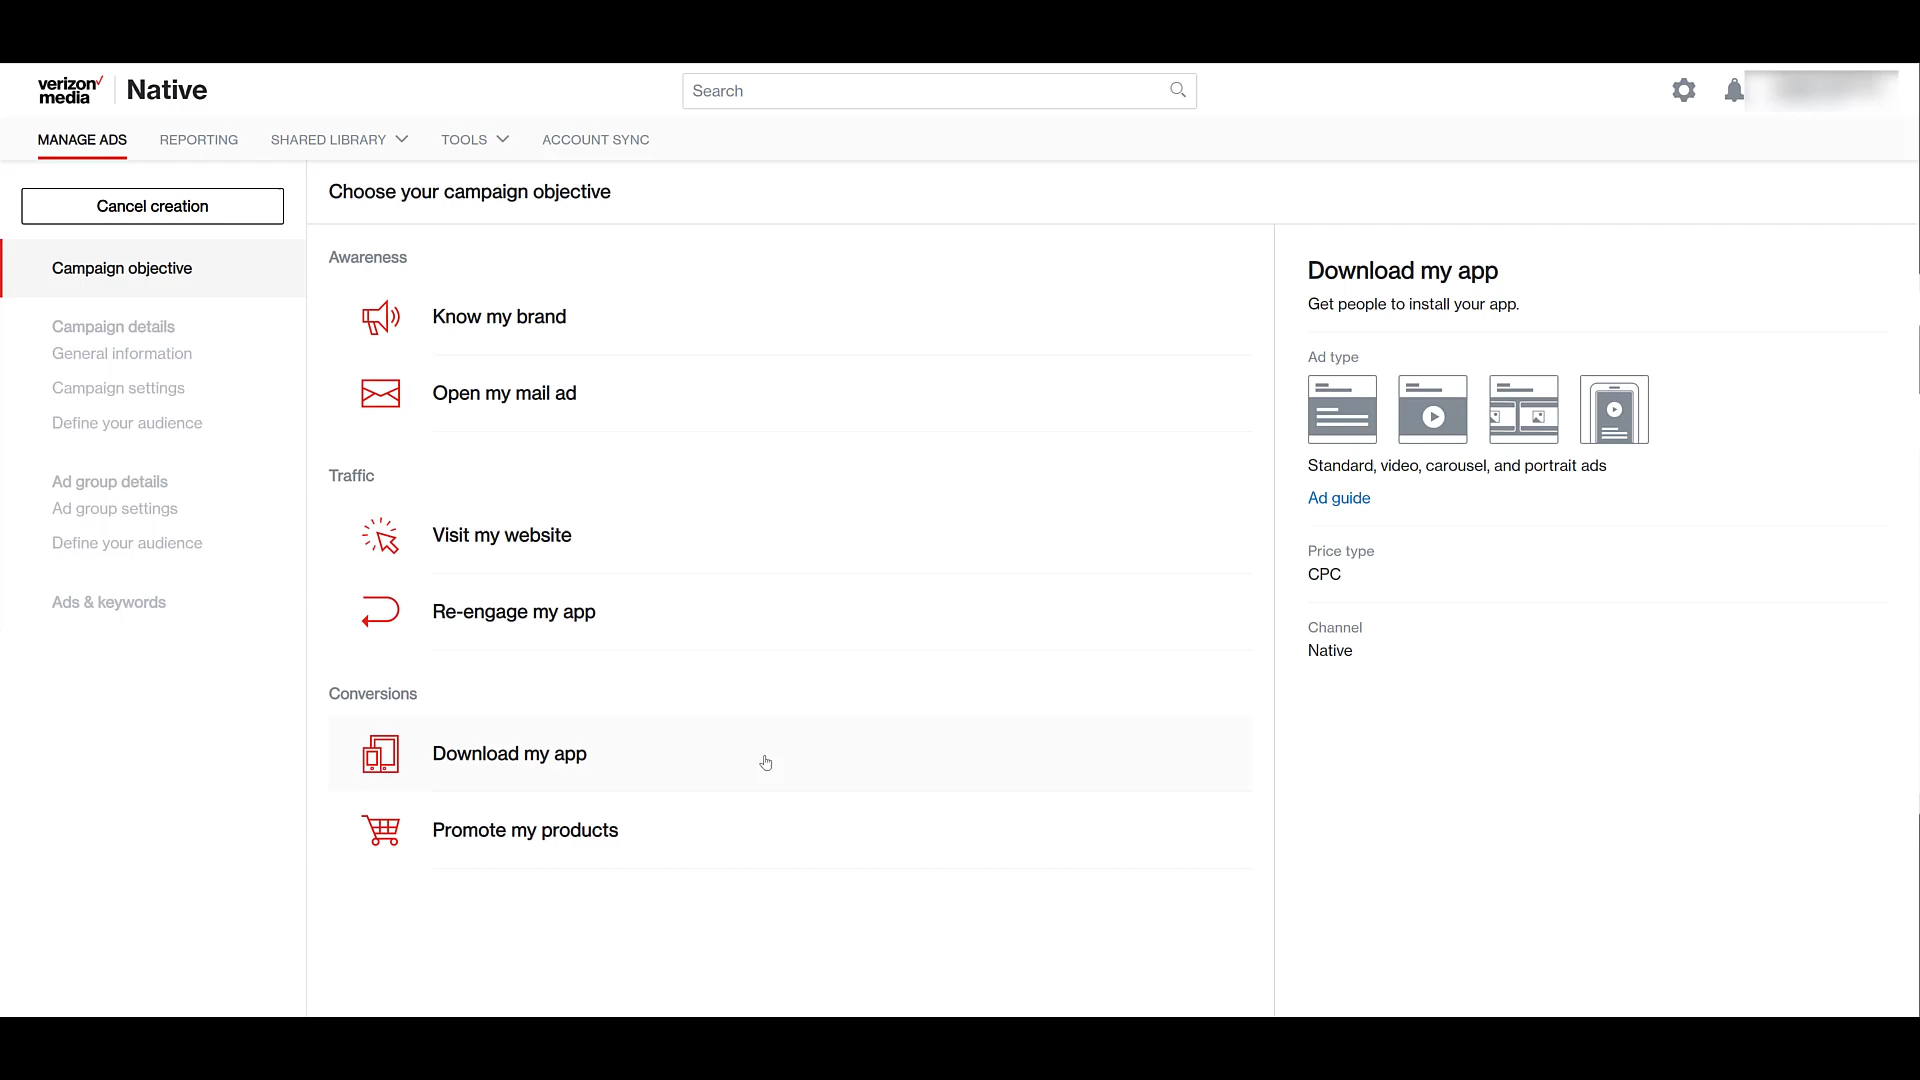 verizon
media
Native
Search
MANAGE ADS
REPORTING
SHARED LIBRARY
TOOLS
ACCOUNT SYNC
Cancel creation
Campaign objective
Campaign details
General information
Campaign settings
Define your audience
Ad group details
Ad group settings
Define your audience
Ads & keywords
Choose your campaign objective
Awareness
Know my brand
Open my mail ad
Traffic
Visit my website
Re-engage my app
Conversions
Download my app
Promote my products
Download my app
Get people to install your app.
Ad type
Standard, video, carousel, and portrait ads
Ad guide
Price type
CPC
Channel
Native